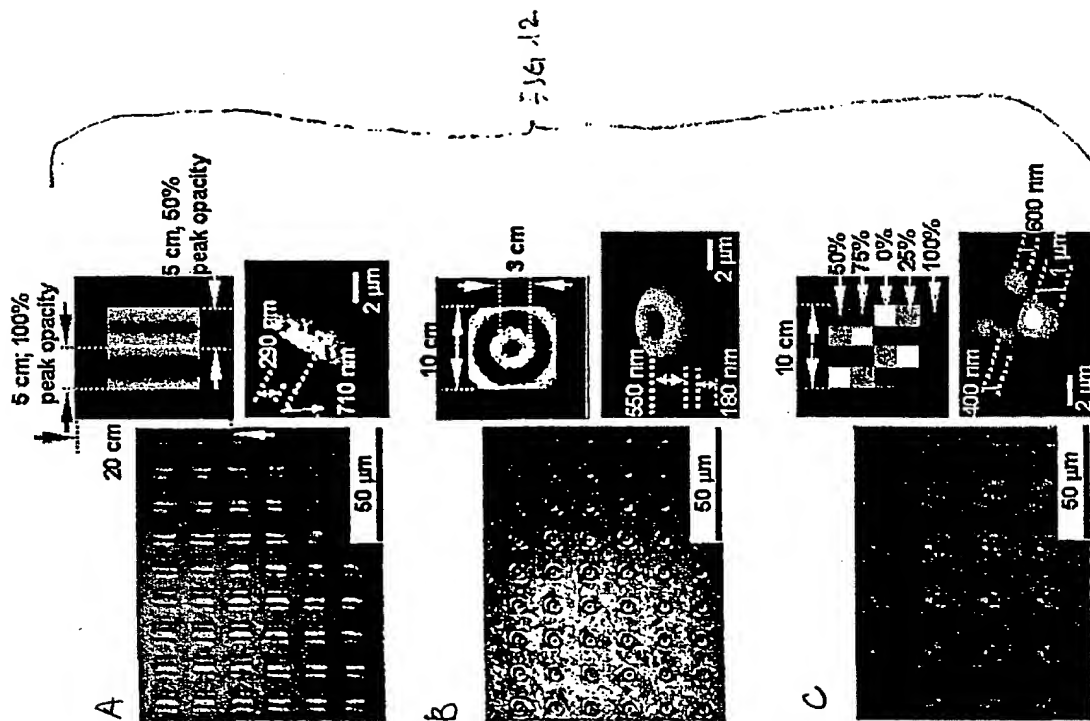 FIG 12
A
20 cm
5 cm; 100%
peak opacity
5 cm, 50%
peak opacity
290 nm
710 nm
2 µm
50 µm
B
10 cm
3 cm
550 nm
180 nm
2 µm
50 µm
C
10 cm
50%
75%
0%
25%
100%
400 nm
600 nm
1 µm
2 µm
50 µm